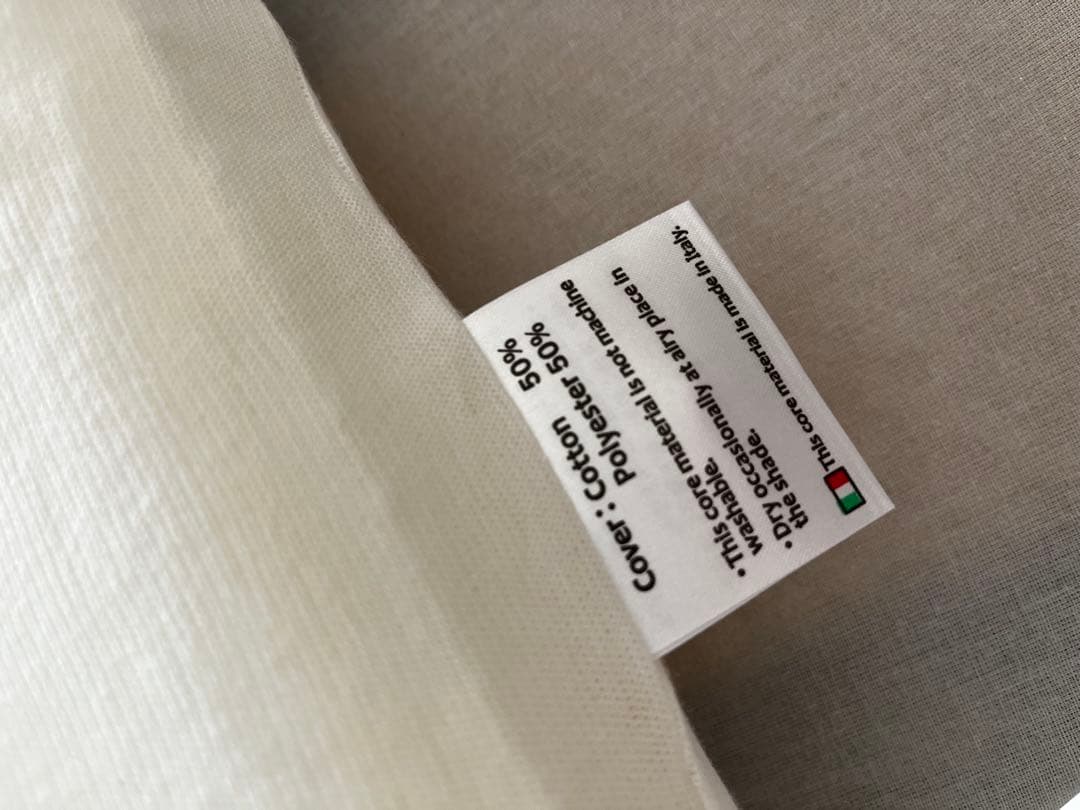 Cover : Cotton 50%
Polyester 50%
•This core material is not machine
washable.
•Dry occasionally at airy place in
the shade.
This core material is made in Italy.